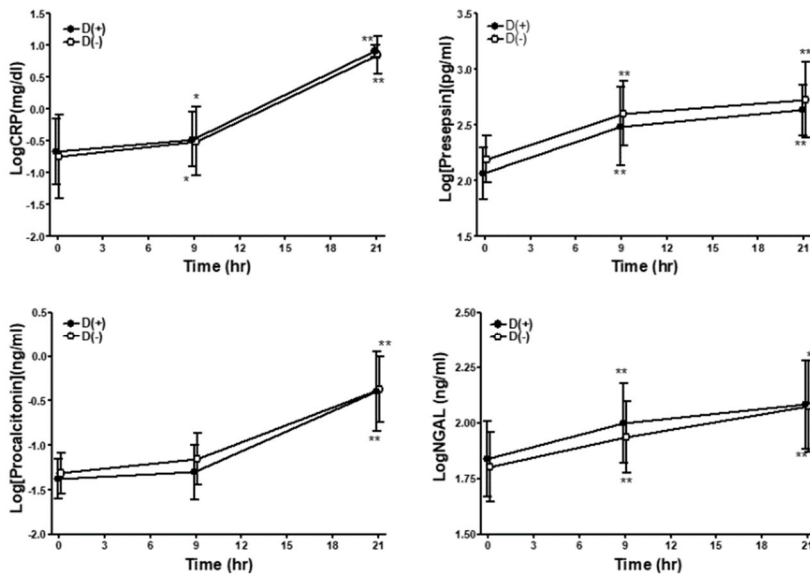 D(+)
D(-)
LogCRP(mg/dl)
1.5
1.0
0.5
0.0
-0.5
-1.0
-1.5
-2.0
**
*
*
**
0 3 6 9 12 15 18 21
Time (hr)
D(+)
D(-)
Log[Presepsin](pg/ml)
3.5
3.0
2.5
2.0
1.5
**
**
**
**
0 3 6 9 12 15 18 21
Time (hr)
D(+)
D(-)
Log[Procalcitonin](ng/ml)
0.5
0.0
-0.5
-1.0
-1.5
-2.0
**
**
0 3 6 9 12 15 18 21
Time (hr)
D(+)
D(-)
LogNGAL (ng/ml)
2.50
2.25
2.00
1.75
1.50
**
**
**
0 3 6 9 12 15 18 21
Time (hr)